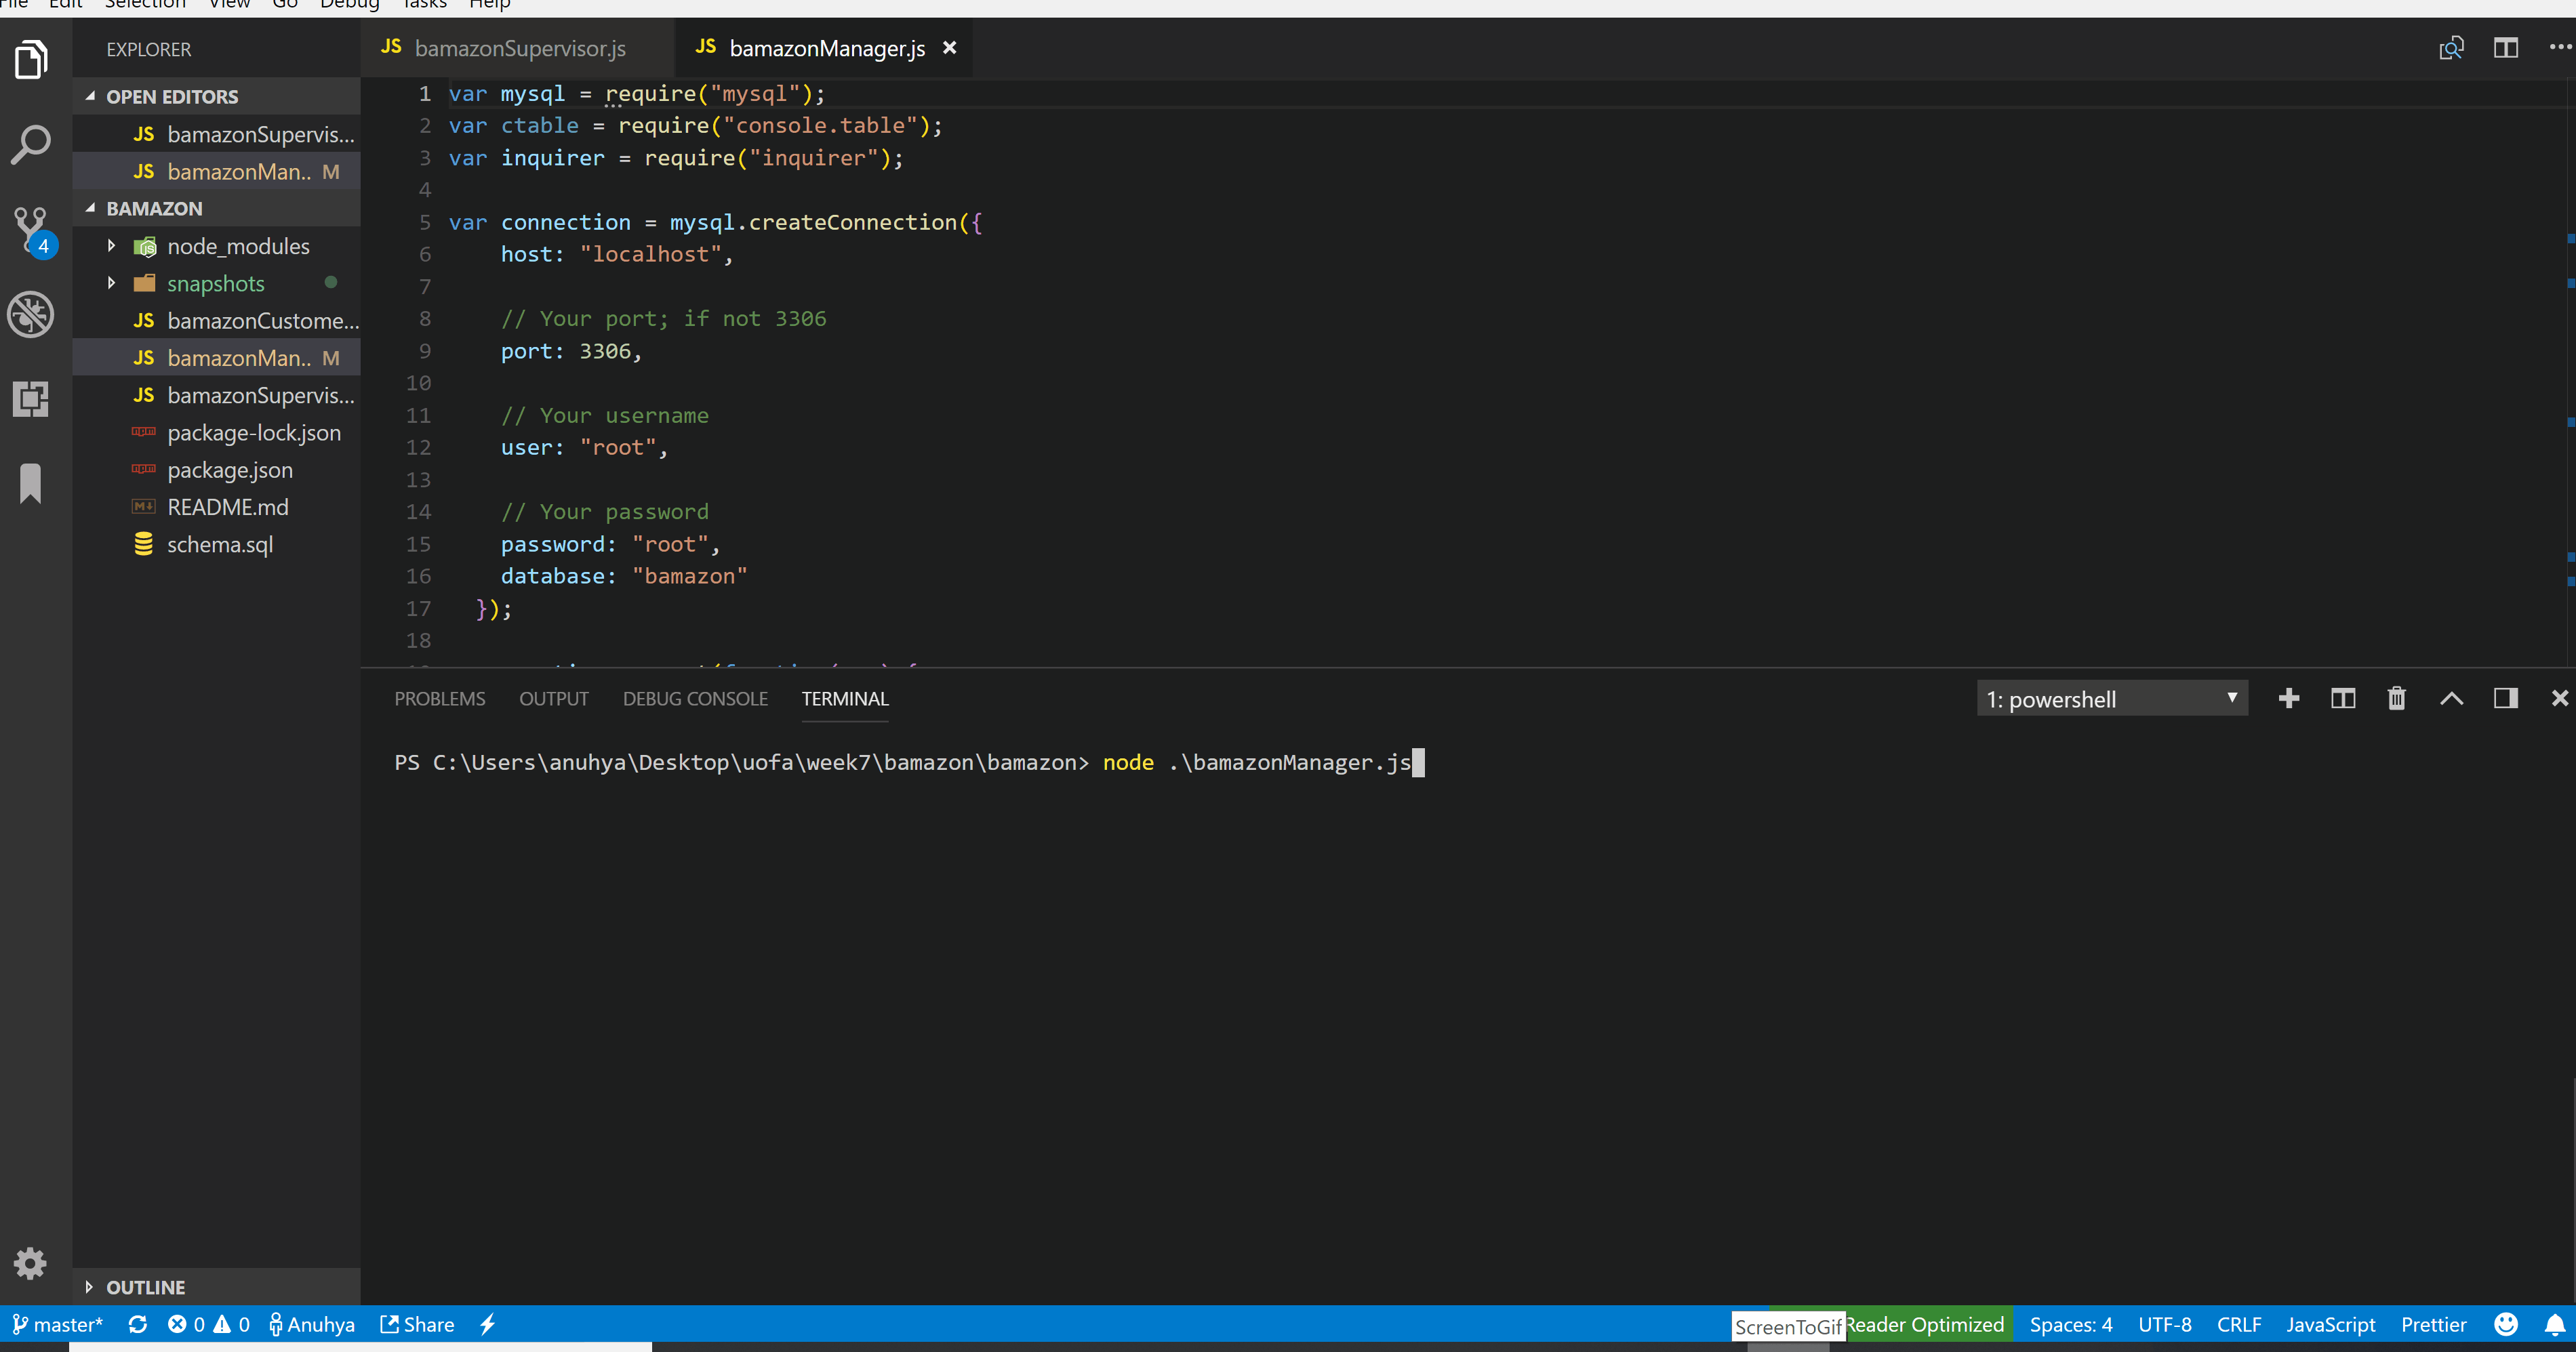 File Edit Selection View Go Debug Tasks Help
EXPLORER
OPEN EDITORS
JS bamazonSupervis...
JS bamazonMan.. M
BAMAZON
node_modules
snapshots
JS bamazonCustome...
JS bamazonMan.. M
JS bamazonSupervis...
package-lock.json
package.json
README.md
schema.sql
OUTLINE
4
JS bamazonSupervisor.js
JS bamazonManager.js
1 var mysql = require("mysql");
2 var ctable = require("console.table");
3 var inquirer = require("inquirer");
4
5 var connection = mysql.createConnection({
6 host: "localhost",
7
8 // Your port; if not 3306
9 port: 3306,
10
11 // Your username
12 user: "root",
13
14 // Your password
15 password: "root",
16 database: "bamazon"
17 });
18
PROBLEMS OUTPUT DEBUG CONSOLE TERMINAL
1: powershell
PS C:\Users\anuhya\Desktop\uofa\week7\bamazon\bamazon> node .\bamazonManager.js
master* 0 0 Anuhya Share ScreenToGif Reader Optimized Spaces: 4 UTF-8 CRLF JavaScript Prettier